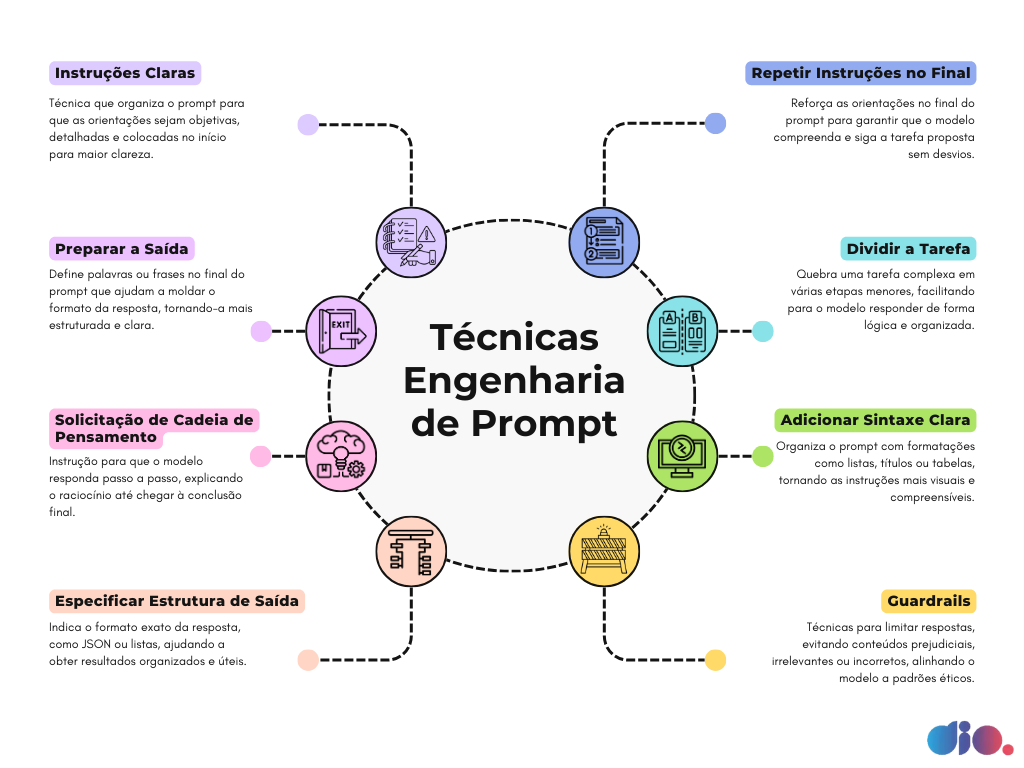 Instruções Claras
Técnica que organiza o prompt para
que as orientações sejam objetivas,
detalhadas e colocadas no início
para maior clareza.
Preparar a Saída
Define palavras ou frases no final do
prompt que ajudam a moldar o
formato da resposta, tornando-a mais
estruturada e clara.
Solicitação de Cadeia de
Pensamento
Instrução para que o modelo
responda passo a passo, explicando
o raciocínio até chegar à conclusão
final.
Especificar Estrutura de Saída
Indica o formato exato da resposta,
como JSON ou listas, ajudando a
obter resultados organizados e úteis.
1
2
EXIT
A
B
Técnicas
Engenharia
de Prompt
Repetir Instruções no Final
Reforça as orientações no final do
prompt para garantir que o modelo
compreenda e siga a tarefa proposta
sem desvios.
Dividir a Tarefa
Quebra uma tarefa complexa em
várias etapas menores, facilitando
para o modelo responder de forma
lógica e organizada.
Adicionar Sintaxe Clara
Organiza o prompt com formatações
como listas, títulos ou tabelas,
tornando as instruções mais visuais e
compreensíveis.
Guardrails
Técnicas para limitar respostas,
evitando conteúdos prejudiciais,
irrelevantes ou incorretos, alinhando o
modelo a padrões éticos.
dio.